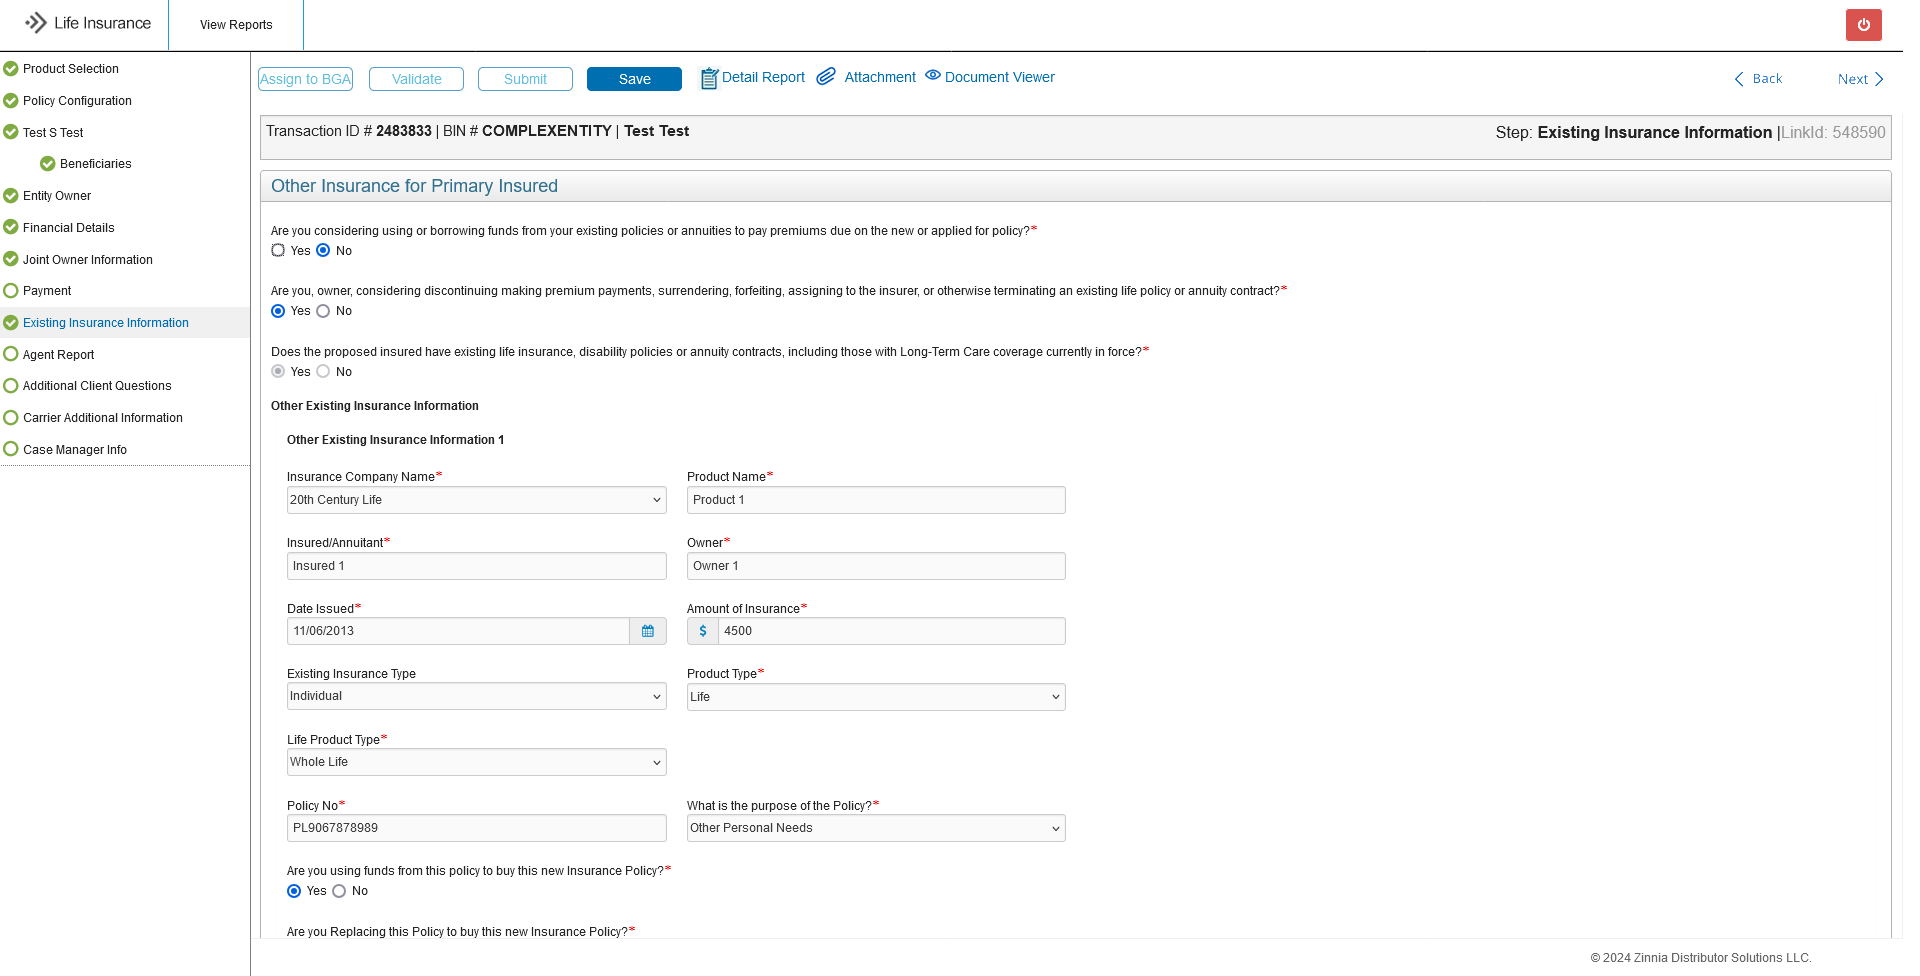 Life Insurance
View Reports
Product Selection
Policy Configuration
Test S Test
Beneficiaries
Entity Owner
Financial Details
Joint Owner Information
Payment
Existing Insurance Information
Agent Report
Additional Client Questions
Carrier Additional Information
Case Manager Info
Assign to BGA Validate Submit Save Detail Report Attachment Document Viewer Back Next
Transaction ID # 2483833 | BIN # COMPLEXENTITY | Test Test Step: Existing Insurance Information |LinkId: 548590
Other Insurance for Primary Insured
Are you considering using or borrowing funds from your existing policies or annuities to pay premiums due on the new or applied for policy?*
Yes No
Are you, owner, considering discontinuing making premium payments, surrendering, forfeiting, assigning to the insurer, or otherwise terminating an existing life policy or annuity contract?*
Yes No
Does the proposed insured have existing life insurance, disability policies or annuity contracts, including those with Long-Term Care coverage currently in force?*
Yes No
Other Existing Insurance Information
Other Existing Insurance Information 1
Insurance Company Name* Product Name*
20th Century Life Product 1
Insured/Annuitant* Owner*
Insured 1 Owner 1
Date Issued* Amount of Insurance*
11/06/2013 $ 4500
Existing Insurance Type Product Type*
Individual Life
Life Product Type*
Whole Life
Policy No* What is the purpose of the Policy?*
PL9067878989 Other Personal Needs
Are you using funds from this policy to buy this new Insurance Policy?*
Yes No
Are you Replacing this Policy to buy this new Insurance Policy?*
© 2024 Zinnia Distributor Solutions LLC.